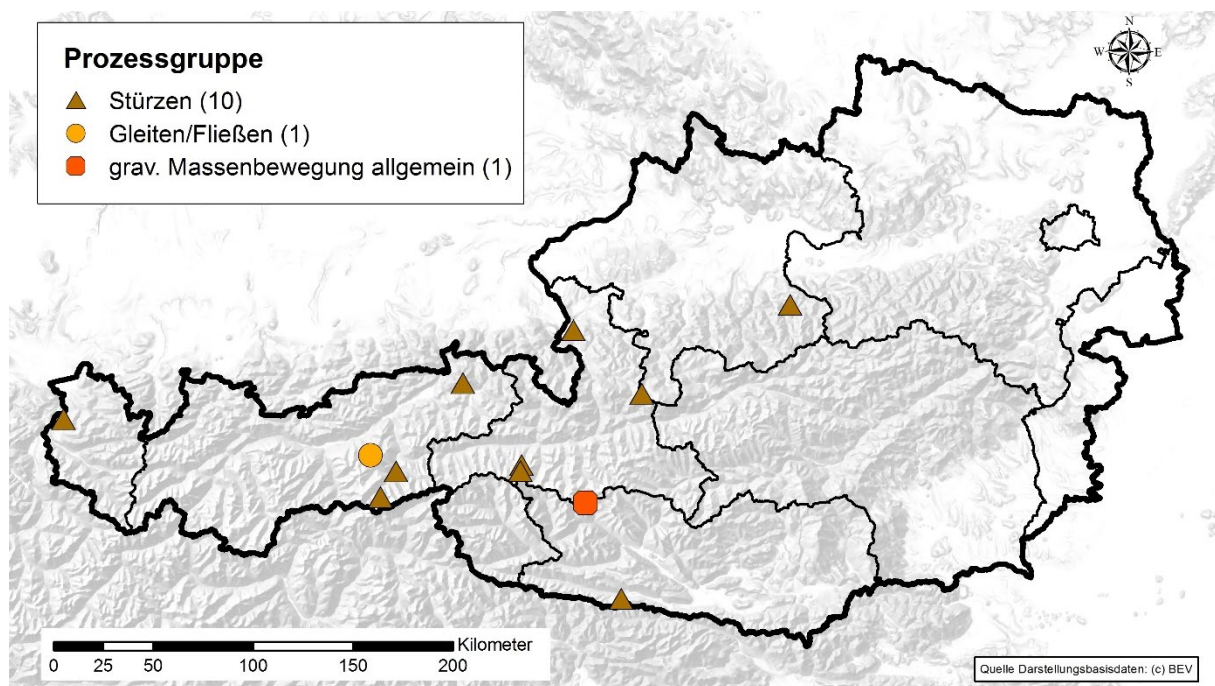 Prozessgruppe
Stürzen (10)
Gleiten/Fließen (1)
grav. Massenbewegung allgemein (1)
N
W E
S
Kilometer
0 25 50 100 150 200
Quelle Darstellungsbasisdaten: (c) BEV